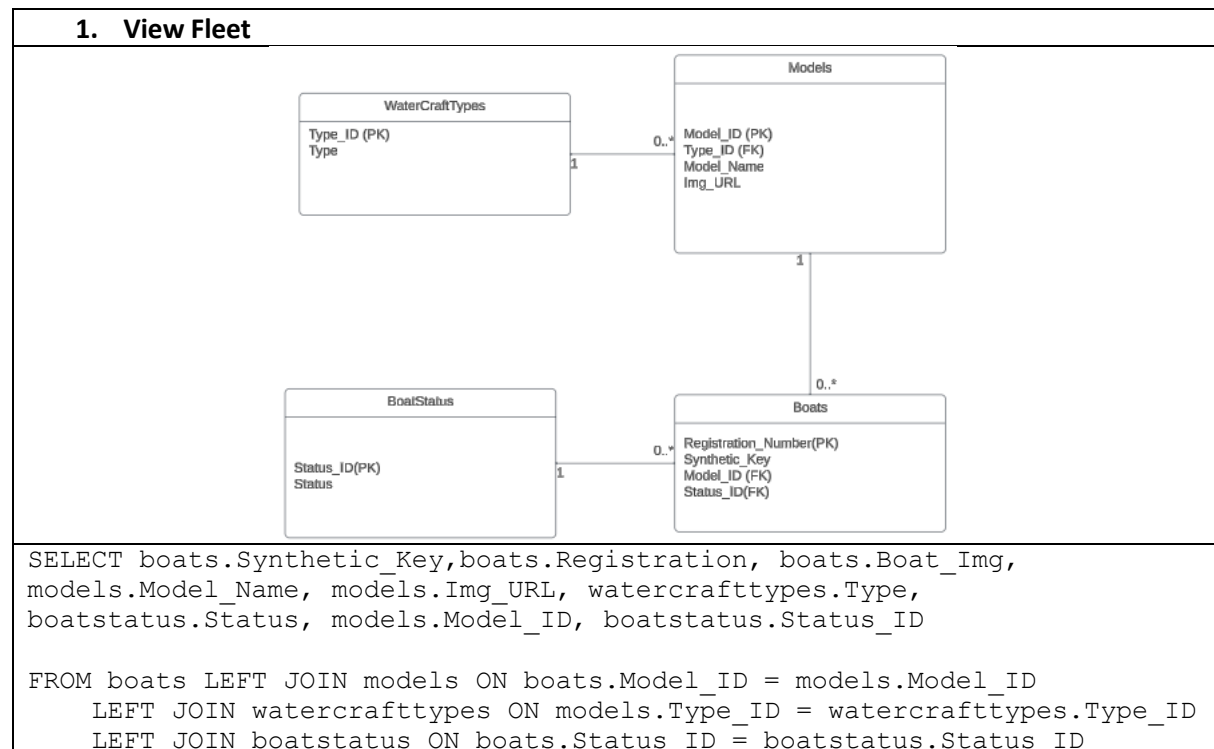 1. View Fleet
Models
WaterCraftTypes
Type_ID (PK)
Type
0..*
1
Model_ID (PK)
Type_ID (FK)
Model_Name
Img_URL
1
0..*
BoatStatus
Boats
Status_ID(PK)
Status
0..*
1
Registration_Number(PK)
Synthetic_Key
Model_ID (FK)
Status_ID(FK)
SELECT boats.Synthetic_Key,boats.Registration, boats.Boat_Img,
models.Model_Name, models.Img_URL, watercrafttypes.Type,
boatstatus.Status, models.Model_ID, boatstatus.Status_ID
FROM boats LEFT JOIN models ON boats.Model_ID = models.Model_ID
LEFT JOIN watercrafttypes ON models.Type_ID = watercrafttypes.Type_ID
LEFT JOIN boatstatus ON boats.Status_ID = boatstatus.Status_ID